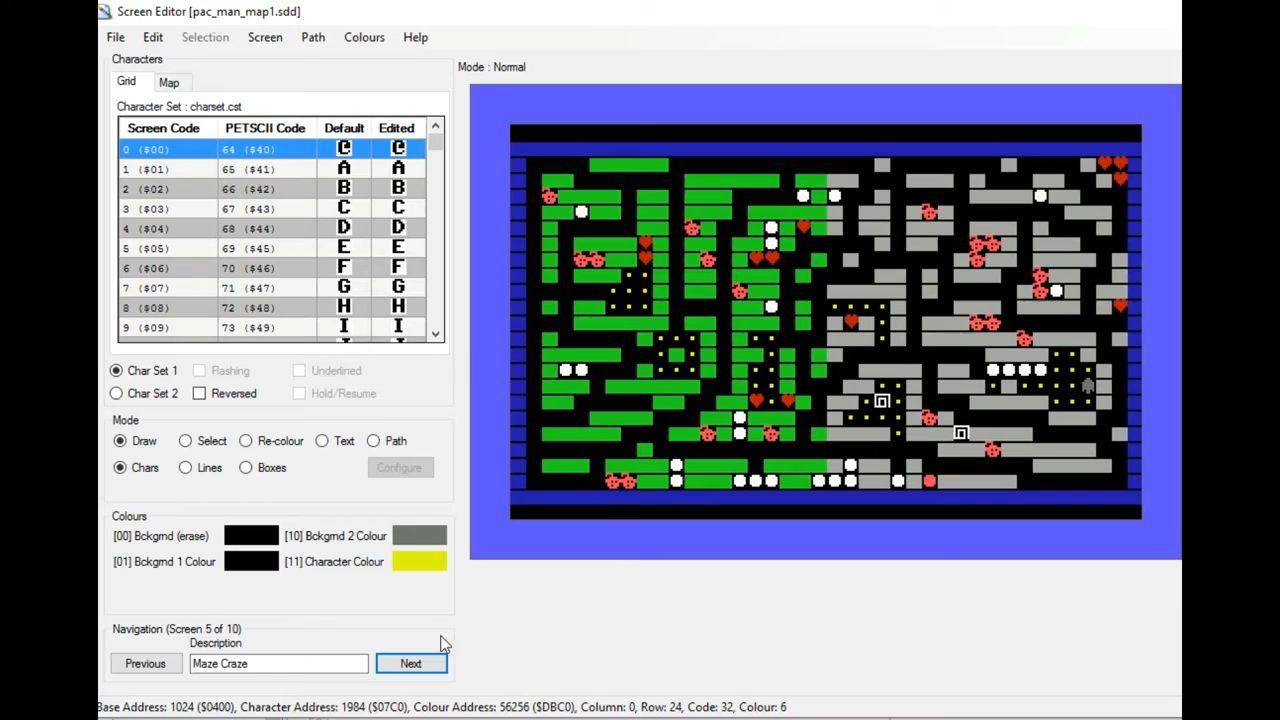 Screen Editor [pac_man_map1.sdd]
File Edit Selection Screen Path Colours Help
Characters
Mode : Normal
Grid Map
Character Set : charset.cst
Screen Code PETSCII Code Default Edited
0 ($00) 64 ($40) @ @
1 ($01) 65 ($41) A A
2 ($02) 66 ($42) B B
3 ($03) 67 ($43) C C
4 ($04) 68 ($44) D D
5 ($05) 69 ($45) E E
6 ($06) 70 ($46) F F
7 ($07) 71 ($47) G G
8 ($08) 72 ($48) H H
9 ($09) 73 ($49) I I
Char Set 1 Flashing Underlined
Char Set 2 Reversed Hold/Resume
Mode
Draw Select Re-colour Text Path
Chars Lines Boxes Configure
Colours
[00] Bckgrnd (erase) [10] Bckgrnd 2 Colour
[01] Bckgrnd 1 Colour [11] Character Colour
Navigation (Screen 5 of 10)
Description
Previous Maze Craze Next
Base Address: 1024 ($0400), Character Address: 1984 ($07C0), Colour Address: 56256 ($DBC0), Column: 0, Row: 24, Code: 32, Colour: 6